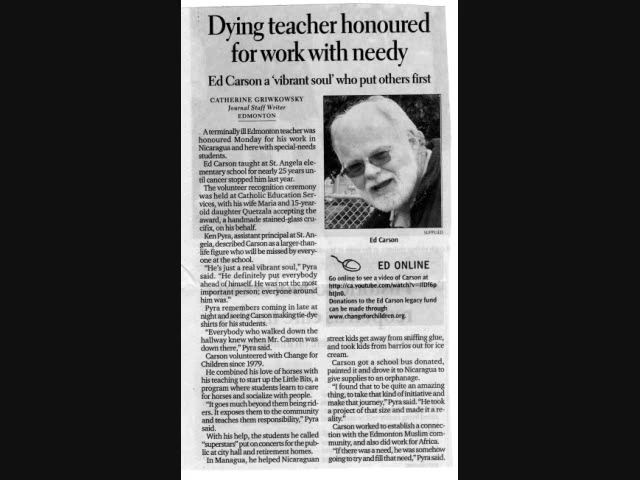 Dying teacher honoured
for work with needy
Ed Carson a ‘vibrant soul’ who put others first
CATHERINE GRIWKOWSKY
Journal Staff Writer
EDMONTON
A terminally ill Edmonton teacher was
honoured Monday for his work in
Nicaragua and here with special-needs
students.
Ed Carson taught at St. Angela ele-
mentary school for nearly 25 years un-
til cancer stopped him last year.
The volunteer recognition ceremony
was held at Catholic Education Ser-
vices, with his wife Maria and 15-year-
old daughter Quetzala accepting the
award, a handmade stained-glass cru-
cifix, on his behalf.
Ken Pyra, assistant principal at St. An-
gela, described Carson as a larger-than-
life figure who will be missed by every-
one at the school.
“He's just a real vibrant soul,” Pyra
said. “He definitely put everybody
ahead of himself. He was not the most
important person; everyone around
him was.”
Pyra remembers coming in late at
night and seeing Carson making tie-dye
shirts for his students.
“Everybody who walked down the
hallway knew when Mr. Carson was
down there,” Pyra said.
Carson volunteered with Change for
Children since 1979.
He combined his love of horses with
his teaching to start up the Little Bits, a
program where students learn to care
for horses and socialize with people.
“It goes much beyond them being rid-
ers. It exposes them to the community
and teaches them responsibility,” Pyra
said.
With his help, the students he called
“superstars” put on concerts for the pub-
lic at city hall and retirement homes.
In Managua, he helped Nicaraguan
SUPPLIED
Ed Carson
ED ONLINE
Go online to see a video of Carson at
http://ca.youtube.com/watch?v=
Donations to the Ed Carson legacy fund
can be made through
www.changeforchildren.org.
street kids get away from sniffing glue,
and took kids from barrios out for ice
cream.
Carson got a school bus donated,
painted it and drove it to Nicaragua to
give supplies to an orphanage.
“I found that to be quite an amazing
thing, to take that kind of initiative and
make that journey,” Pyra said. “He took
a project of that size and made it a re-
ality.”
Carson worked to establish a connec-
tion with the Edmonton Muslim com-
munity, and also did work for Africa.
“If there was a need, he was somehow
going to try and fill that need,” Pyra said.